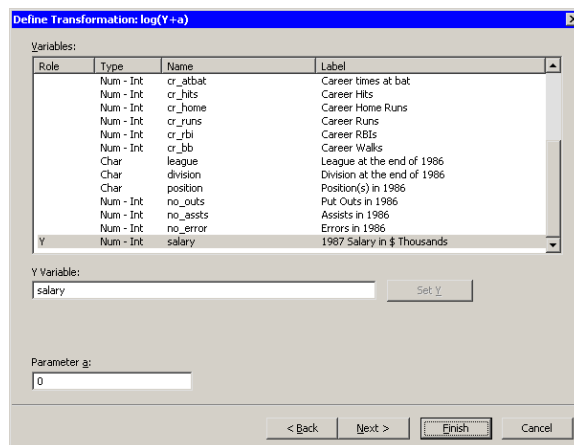 Define Transformation: log(Y+a)
Variables:
Role Type Name Label
Num - Int cr_atbat Career times at bat
Num - Int cr_hits Career Hits
Num - Int cr_home Career Home Runs
Num - Int cr_runs Career Runs
Num - Int cr_rbi Career RBIs
Num - Int cr_bb Career Walks
Char league League at the end of 1986
Char division Division at the end of 1986
Char position Position(s) in 1986
Num - Int no_outs Put Outs in 1986
Num - Int no_assts Assists in 1986
Num - Int no_error Errors in 1986
Y Num - Int salary 1987 Salary in $ Thousands
Y Variable:
salary Set Y
Parameter a:
0
< Back Next > Finish Cancel